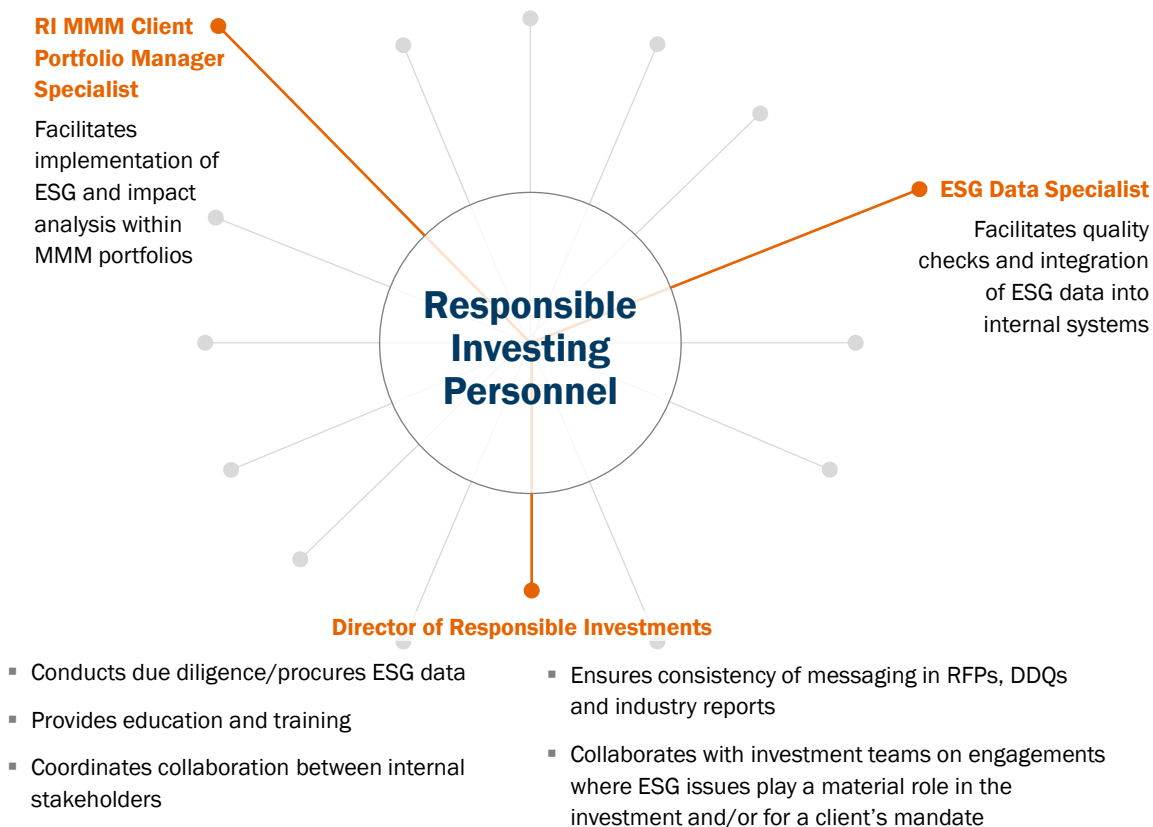 RI MMM Client
Portfolio Manager
Specialist
Facilitates
implementation of
ESG and impact
analysis within
MMM portfolios
ESG Data Specialist
Facilitates quality
checks and integration
of ESG data into
internal systems
Responsible
Investing
Personnel
Director of Responsible Investments
▪ Conducts due diligence/procures ESG data
▪ Provides education and training
▪ Coordinates collaboration between internal
stakeholders
▪ Ensures consistency of messaging in RFPs, DDQs
and industry reports
▪ Collaborates with investment teams on engagements
where ESG issues play a material role in the
investment and/or for a client’s mandate